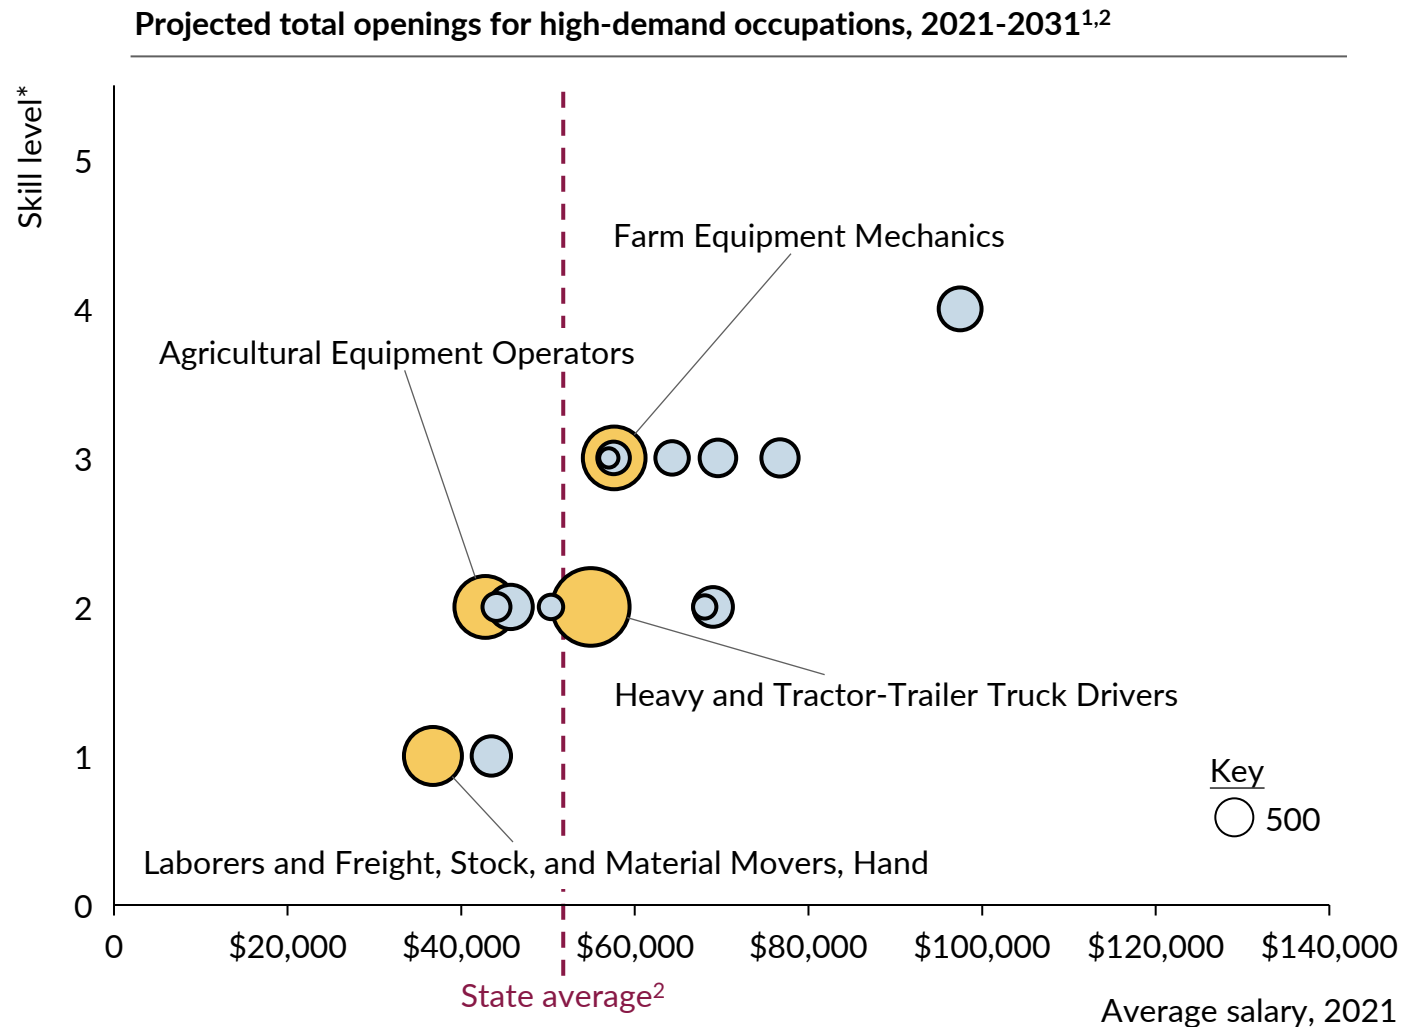 Projected total openings for high-demand occupations, 2021-2031¹,²
Skill level*
5
Farm Equipment Mechanics
4
Agricultural Equipment Operators
3
2
Heavy and Tractor-Trailer Truck Drivers
1
Key
500
Laborers and Freight, Stock, and Material Movers, Hand
0
0 $20,000 $40,000 $60,000 $80,000 $100,000 $120,000 $140,000
State average²
Average salary, 2021